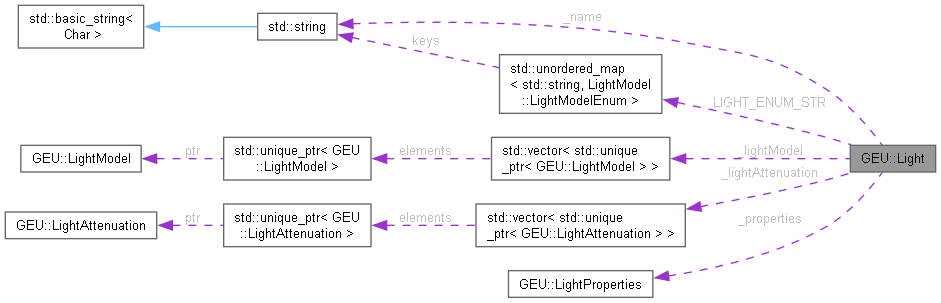 std::basic_string<
Char >
std::string
_name
keys
std::unordered_map
< std::string, LightModel
::LightModelEnum >
LIGHT_ENUM_STR
GEU::LightModel
ptr
std::unique_ptr< GEU
::LightModel >
elements
std::vector< std::unique
_ptr< GEU::LightModel > >
_lightModel
GEU::Light
_lightAttenuation
GEU::LightAttenuation
ptr
std::unique_ptr< GEU
::LightAttenuation >
elements
std::vector< std::unique
_ptr< GEU::LightAttenuation > >
_properties
GEU::LightProperties